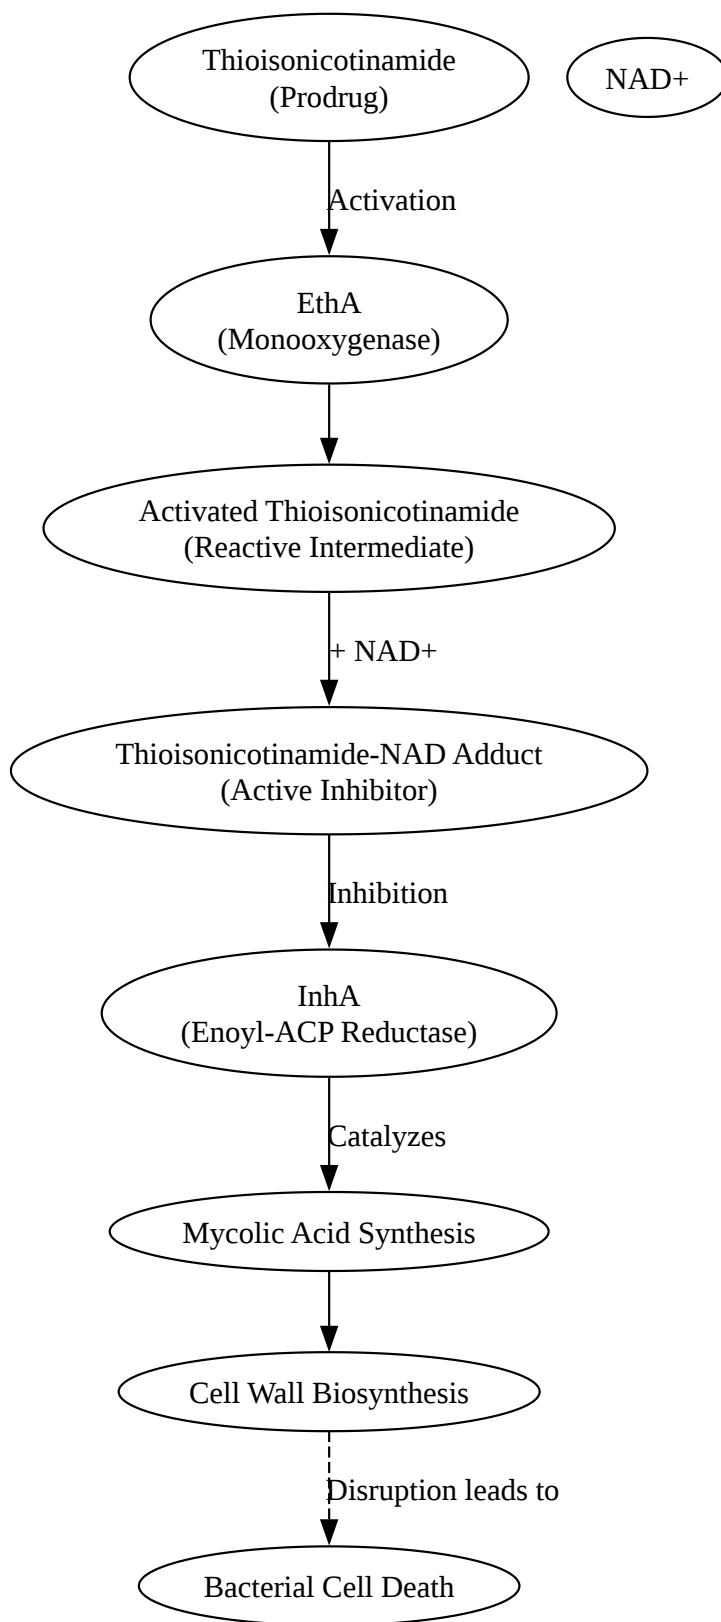 Thioisonicotinamide
(Prodrug)
NAD+
Activation
EthA
(Monooxygenase)
Activated Thioisonicotinamide
(Reactive Intermediate)
+ NAD+
Thioisonicotinamide-NAD Adduct
(Active Inhibitor)
Inhibition
InhA
(Enoyl-ACP Reductase)
Catalyzes
Mycolic Acid Synthesis
Cell Wall Biosynthesis
Disruption leads to
Bacterial Cell Death